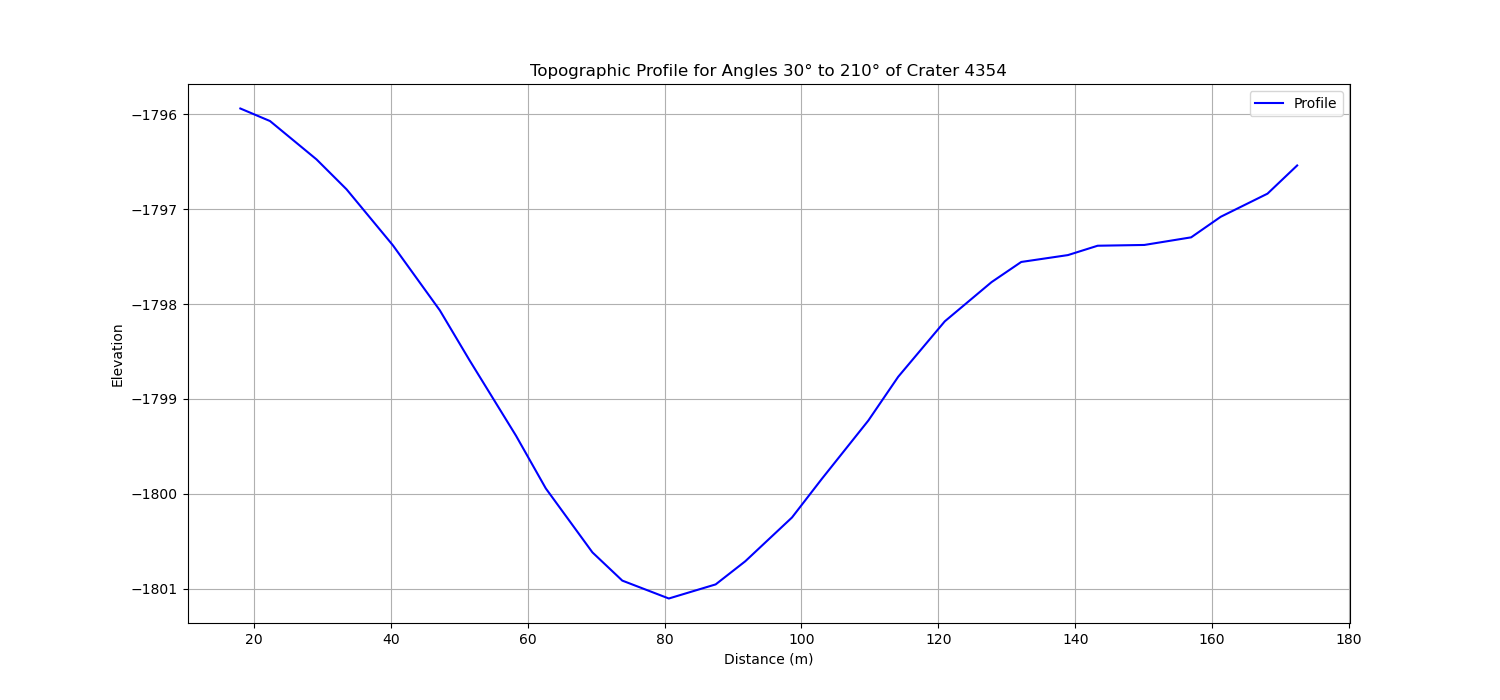 Topographic Profile for Angles 30° to 210° of Crater 4354
Profile
−1796
−1797
−1798
−1799
−1800
−1801
Elevation
20 40 60 80 100 120 140 160 180
Distance (m)